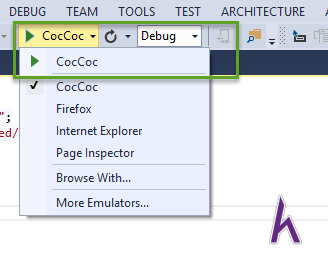 DEBUG TEAM TOOLS TEST ARCHITECTURE
CocCoc Debug
CocCoc
CocCoc
Firefox
Internet Explorer
Page Inspector
Browse With...
More Emulators...
";
ed/
h